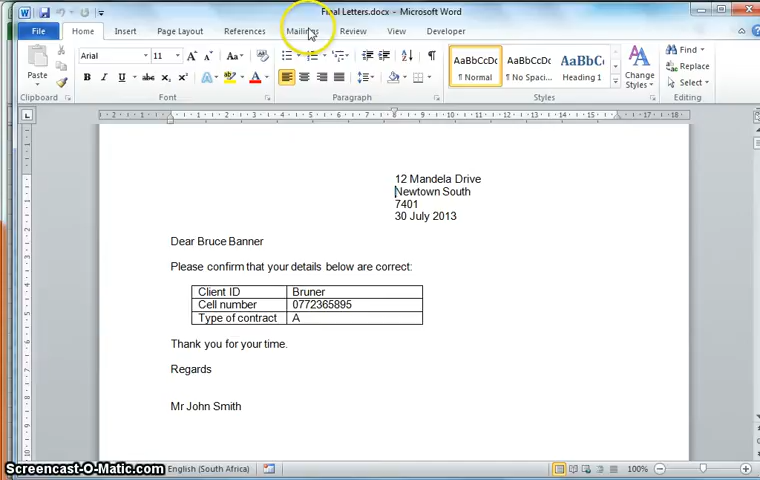 Final Letters.docx - Microsoft Word
File Home Insert Page Layout References Mailings Review View Developer
Paste
Arial 11
AaBbCcDc AaBbCcDc AaBbC
¶ Normal ¶ No Spaci... Heading 1
Change Styles
Find
Replace
Select
Clipboard Font Paragraph Styles Editing
12 Mandela Drive
Newtown South
7401
30 July 2013
Dear Bruce Banner
Please confirm that your details below are correct:
Client ID Bruner
Cell number 0772365895
Type of contract A
Thank you for your time.
Regards
Mr John Smith
Screencast-O-Matic.com English (South Africa) 100%